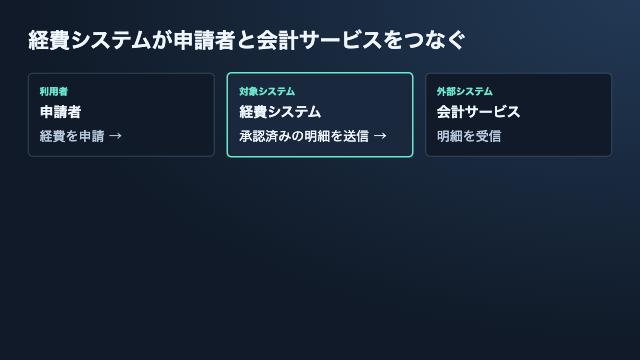 経費システムが申請者と会計サービスをつなぐ
利用者
申請者
経費を申請 →
対象システム
経費システム
承認済みの明細を送信 →
外部システム
会計サービス
明細を受信